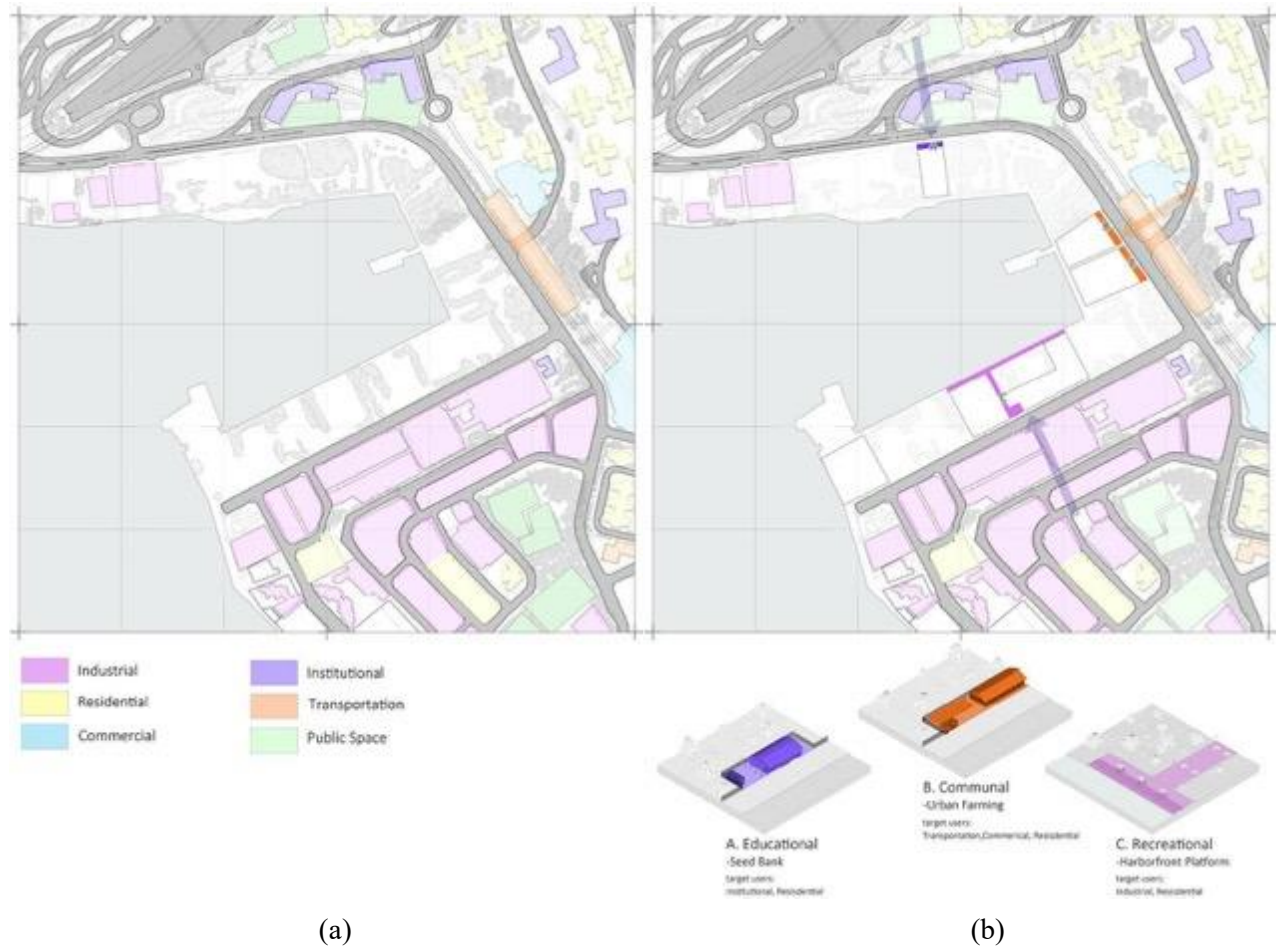 Industrial
Residential
Commercial
Institutional
Transportation
Public Space
A. Educational
-Seed Bank
target users:
Institutional, Residential
B. Communal
-Urban Farming
target users:
Transportation,Commerical, Residential
C. Recreational
-Harborfront Platform
target users:
Industrial, Residential
(a)
(b)